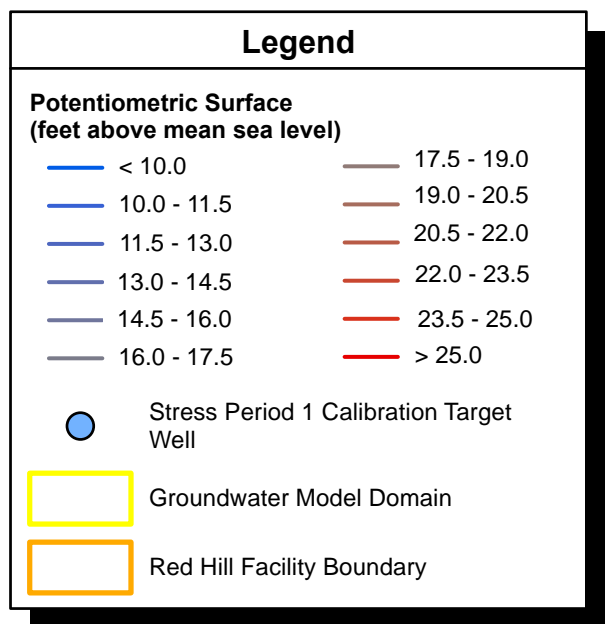 Legend
Potentiometric Surface
(feet above mean sea level)
< 10.0
10.0 - 11.5
11.5 - 13.0
13.0 - 14.5
14.5 - 16.0
16.0 - 17.5
17.5 - 19.0
19.0 - 20.5
20.5 - 22.0
22.0 - 23.5
23.5 - 25.0
> 25.0
Stress Period 1 Calibration Target
Well
Groundwater Model Domain
Red Hill Facility Boundary